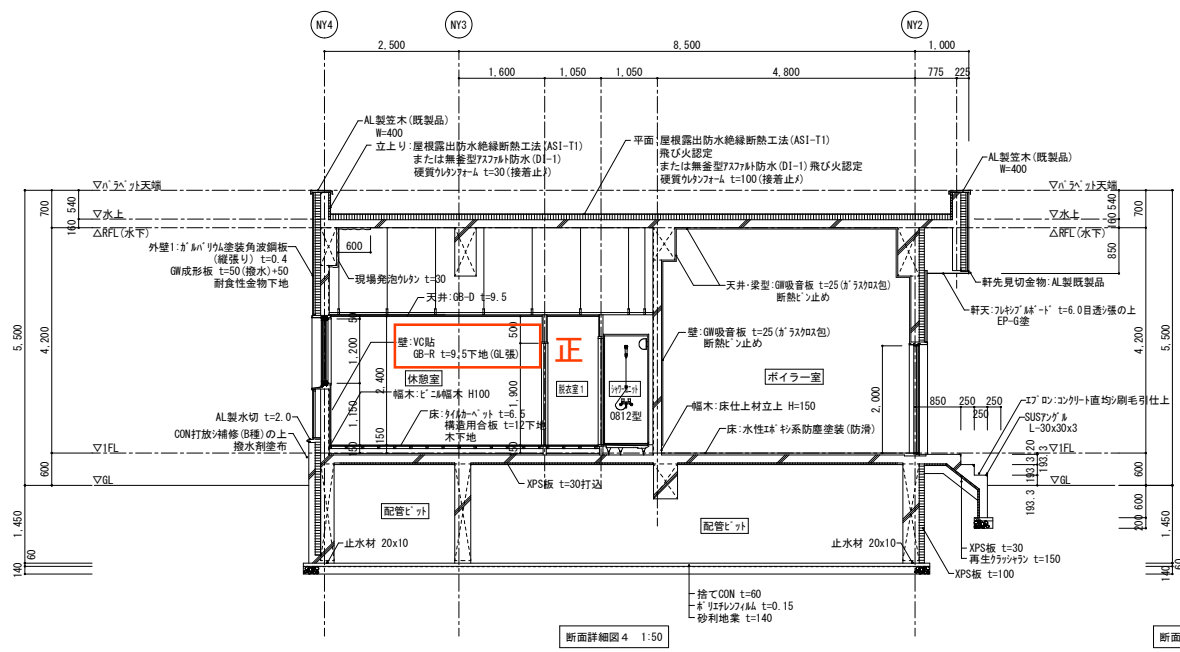 NY4
NY3
NY2
2,500
8,500
1,000
1,600
1,050
1,050
4,800
775
225
AL製笠木(既製品)
W=400
立上り:屋根露出防水絶縁断熱工法(ASI-T1)
または無釜型アスファルト防水(DI-1)
硬質ウレタンフォーム t=30(接着止メ)
平面:屋根露出防水絶縁断熱工法(ASI-T1)
飛び火認定
または無釜型アスファルト防水(DI-1)飛び火認定
硬質ウレタンフォーム t=100(接着止メ)
AL製笠木(既製品)
W=400
▽パラペット天端
▽パラペット天端
700
540
160
▽水上
△RFL(水下)
540
160
700
▽水上
△RFL(水下)
850
外壁1:ガルバリウム塗装角波鋼板
(縦張り) t=0.4
GW成形板 t=50(撥水)+50
耐食性金物下地
600
現場発泡ウレタン t=30
天井・梁型:GW吸音板 t=25(ガラスクロス包)
断熱ピン止め
軒先見切金物:AL製既製品
軒天:フレキシブルボード t=6.0目透シ張の上
EP-G塗
天井:GB-D t=9.5
5,500
4,200
50
1,200
2,400
1,150
150
壁:VC貼
GB-R t=9.5下地(GL張)
500
1,900
正
壁:GW吸音板 t=25(ガラスクロス包)
断熱ピン止め
4,200
5,500
休憩室
脱衣室1
シャワーユニット
0812型
ボイラー室
2,000
幅木:ビニル幅木 H100
床:タイルカーペット t=6.5
構造用合板 t=12下地
木下地
幅木:床仕上材立上 H=150
床:水性エポキシ系防塵塗装(防滑)
850
250
250
250
エプロン:コンクリート直均シ刷毛引仕上
SUSアングル
L-30x30x3
AL製水切 t=2.0
CON打放シ補修(B種)の上
撥水剤塗布
▽1FL
▽1FL
600
▽GL
▽GL
20
193.3
193.3
193.3
600
600
200
XPS板 t=30打込
配管ピット
配管ピット
1,450
1,450
止水材 20x10
止水材 20x10
XPS板 t=30
再生クラッシャラン t=150
XPS板 t=100
60
140
60
140
捨てCON t=60
ポリエチレンフィルム t=0.15
砂利地業 t=140
断面詳細図4 1:50
断面